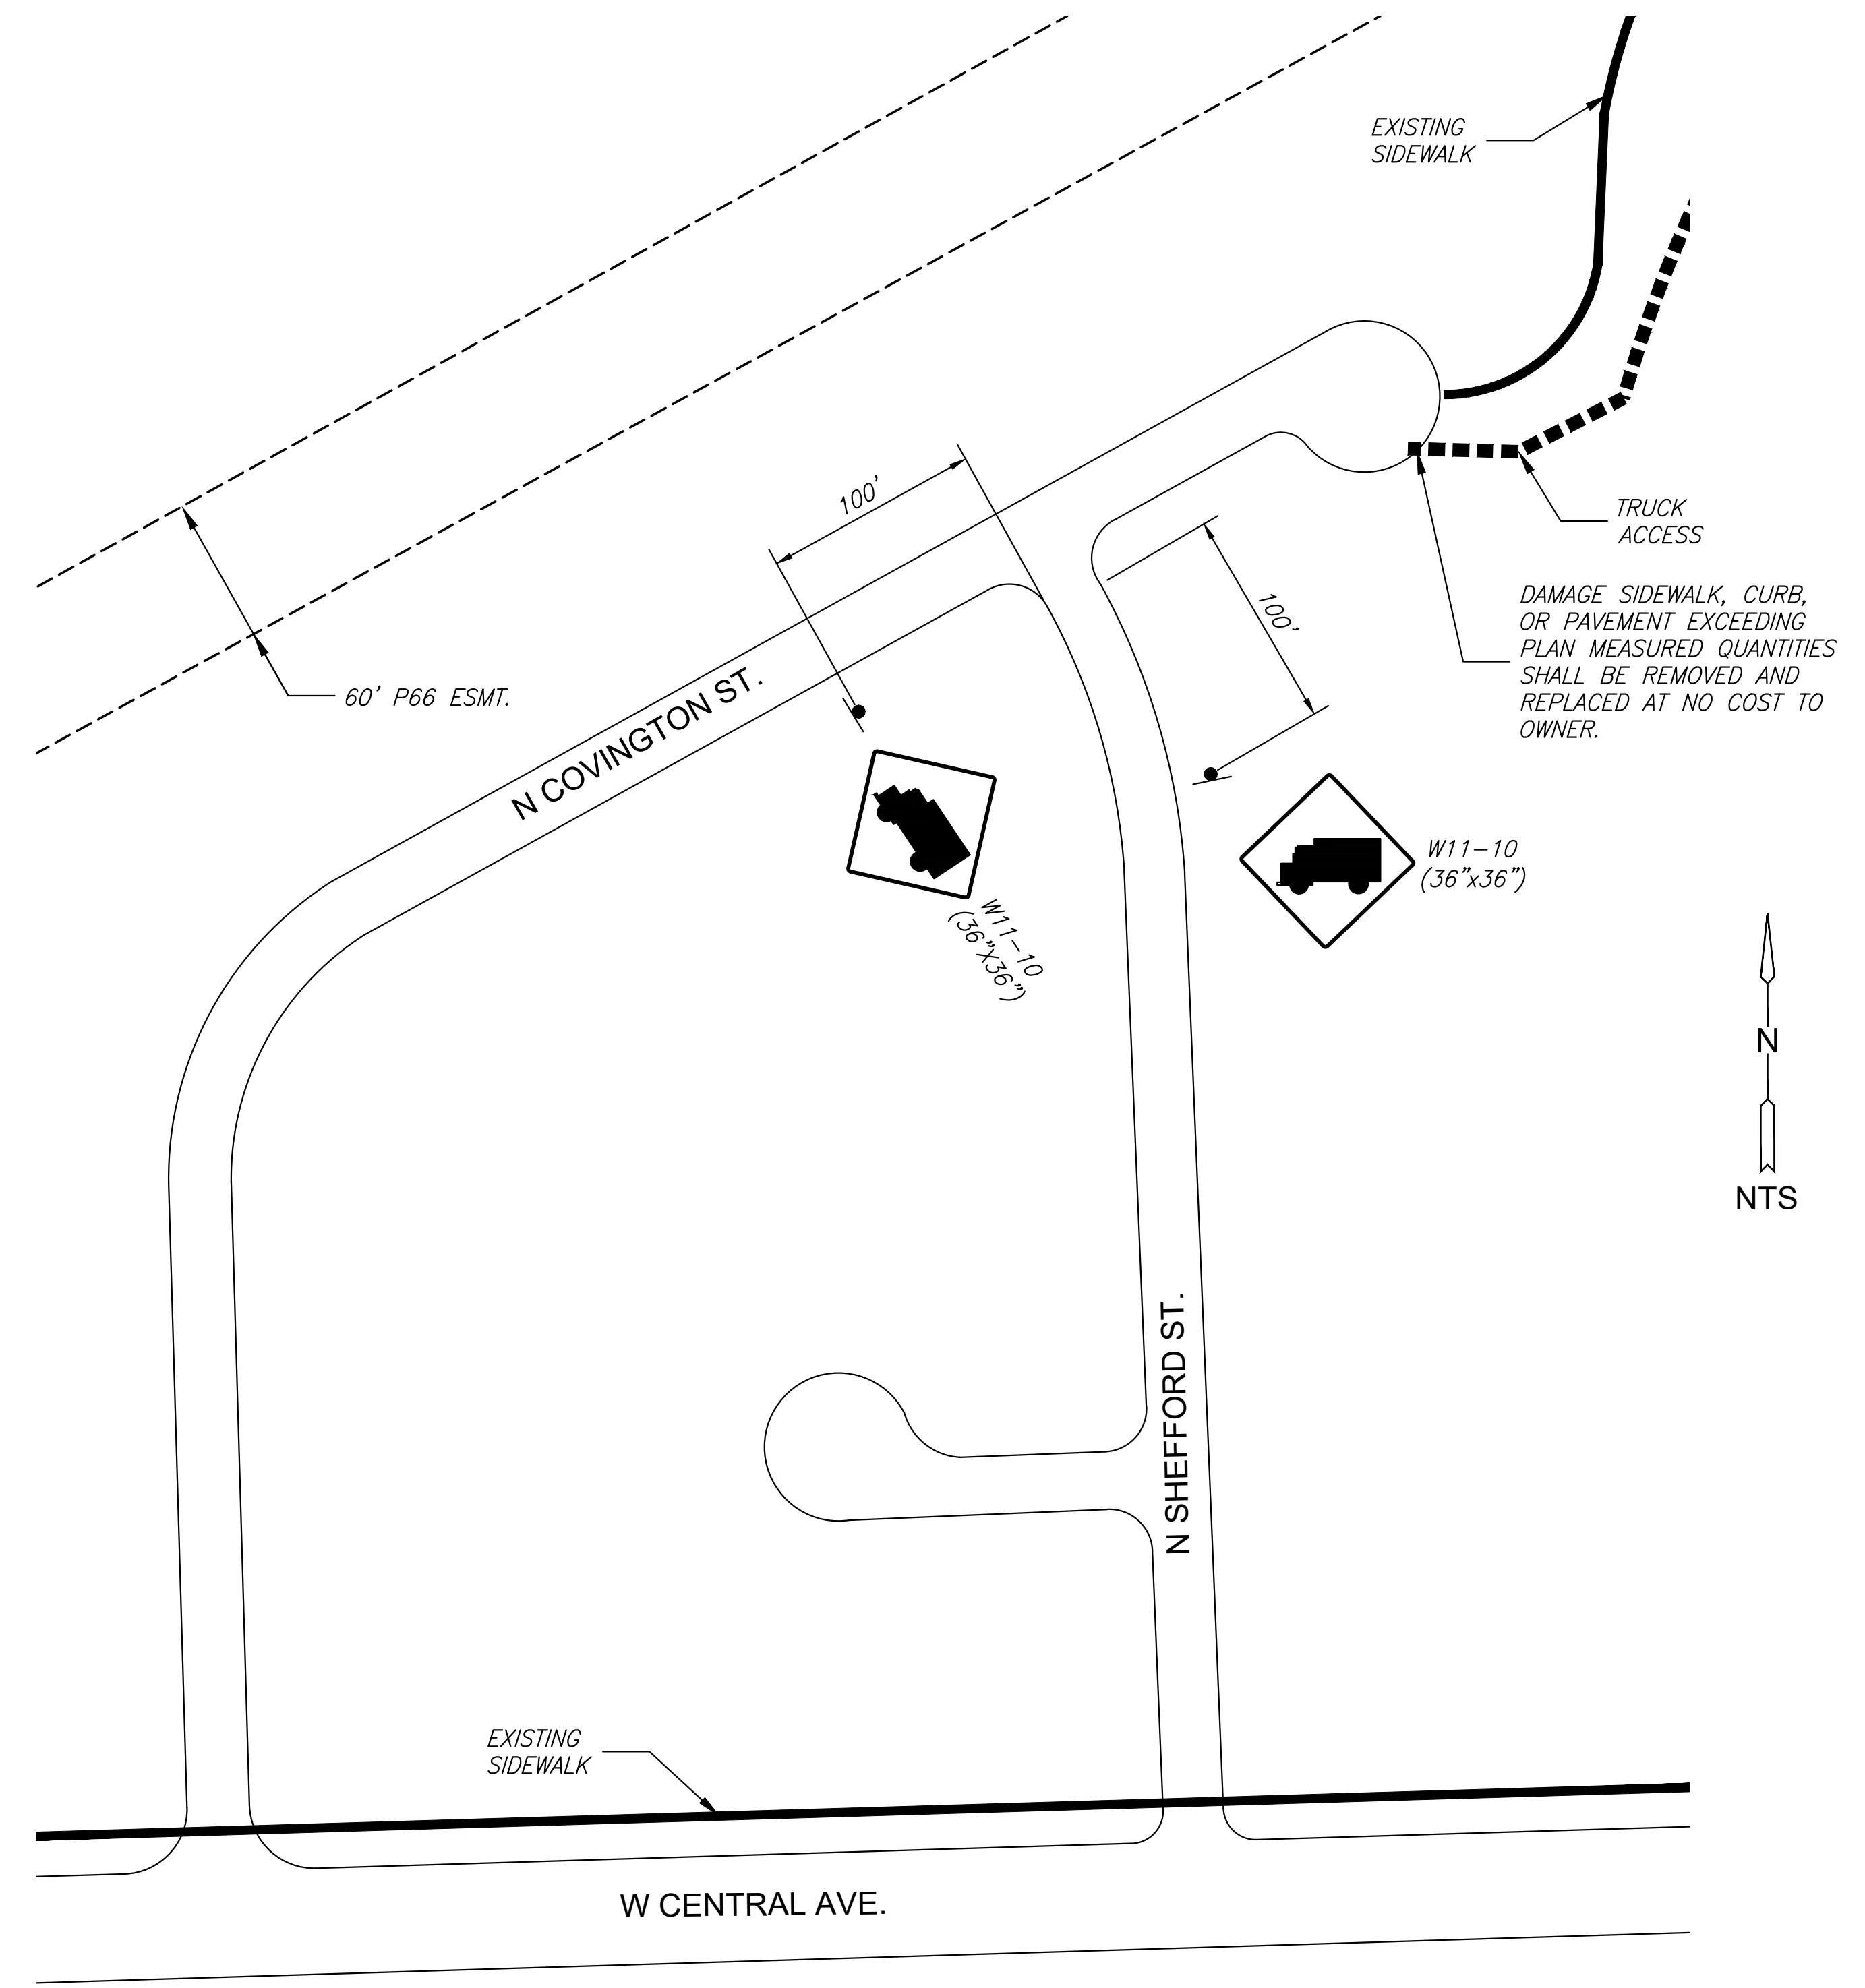 EXISTING
SIDEWALK
100'
TRUCK
ACCESS
100'
DAMAGE SIDEWALK, CURB,
OR PAVEMENT EXCEEDING
PLAN MEASURED QUANTITIES
SHALL BE REMOVED AND
REPLACED AT NO COST TO
OWNER.
60' P66 ESMT.
N COVINGTON ST.
W11-10
(36"x36")
W11-10
(36"x36")
N
NTS
N SHEFFORD ST.
EXISTING
SIDEWALK
W CENTRAL AVE.